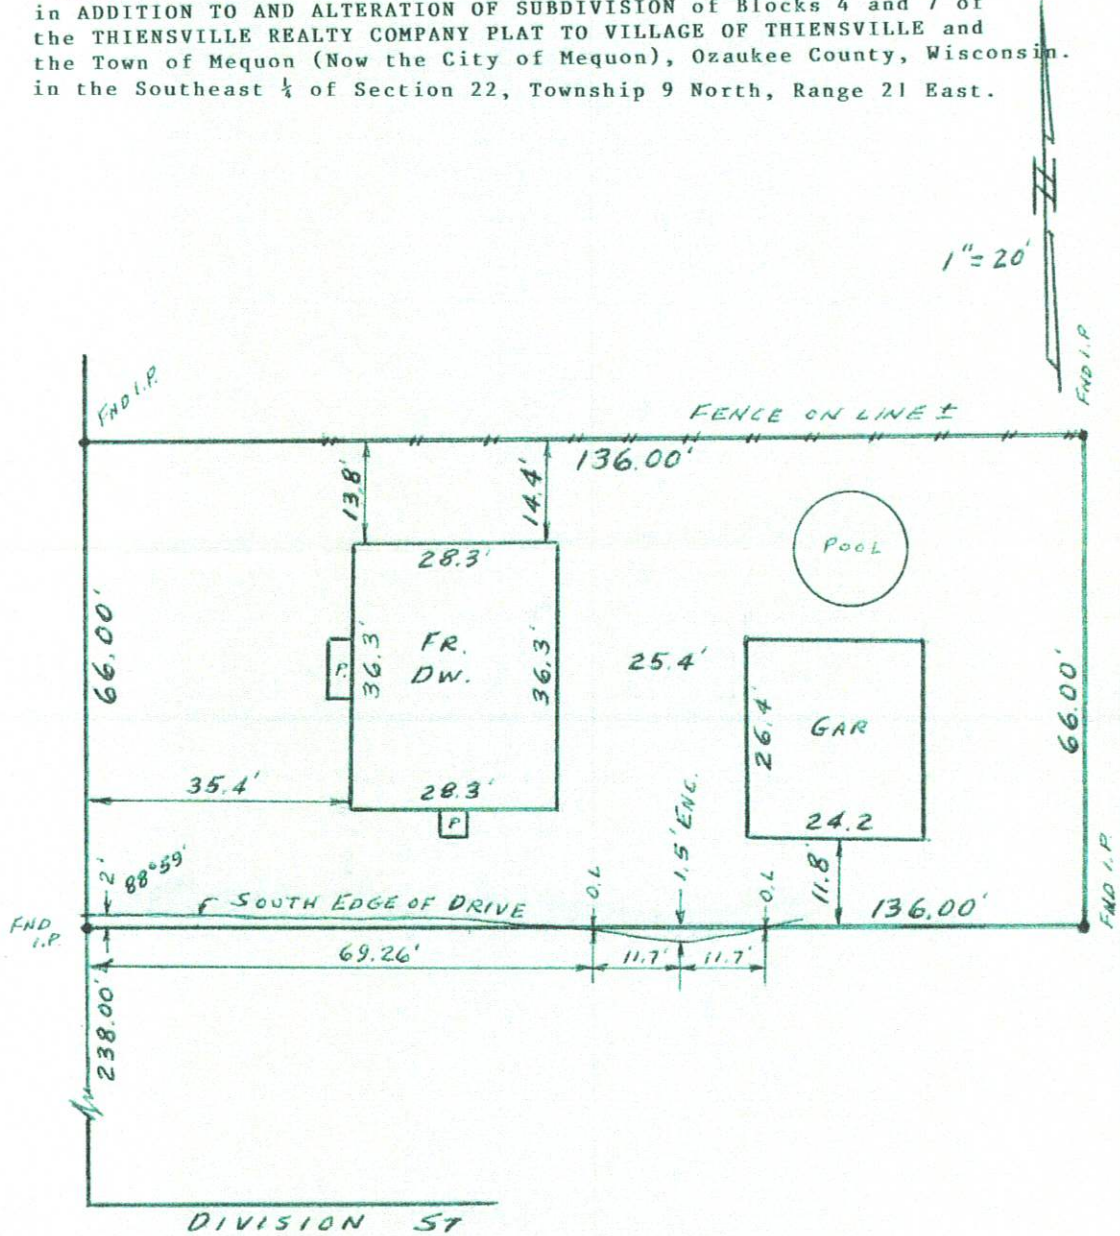 in ADDITION TO AND ALTERATION OF SUBDIVISION of Blocks 4 and 7 of
the THIENSVILLE REALTY COMPANY PLAT TO VILLAGE OF THIENSVILLE and
the Town of Mequon (Now the City of Mequon), Ozaukee County, Wisconsin.
in the Southeast ¼ of Section 22, Township 9 North, Range 21 East.
N
1"= 20'
FND I.P.
FND I.P
FENCE ON LINE ±
136.00'
13.8'
14.4'
28.3'
POOL
66.00'
P.
36.3'
FR.
DW.
36.3'
25.4'
26.4'
GAR
66.00'
35.4'
28.3'
P
24.2
2'
88°59'
SOUTH EDGE OF DRIVE
O.L
1.5' ENC.
O.L
11.8'
136.00'
FND I.P.
FND
I.P.
69.26'
11.7'
11.7'
238.00'
DIVISION ST